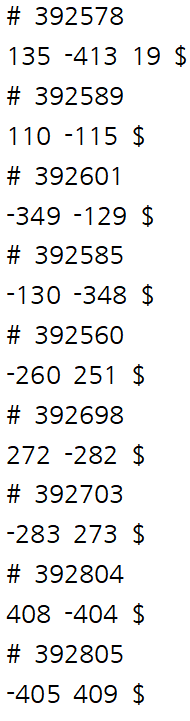 # 392578
135 -413 19 $
# 392589
110 -115 $
# 392601
-349 -129 $
# 392585
-130 -348 $
# 392560
-260 251 $
# 392698
272 -282 $
# 392703
-283 273 $
# 392804
408 -404 $
# 392805
-405 409 $